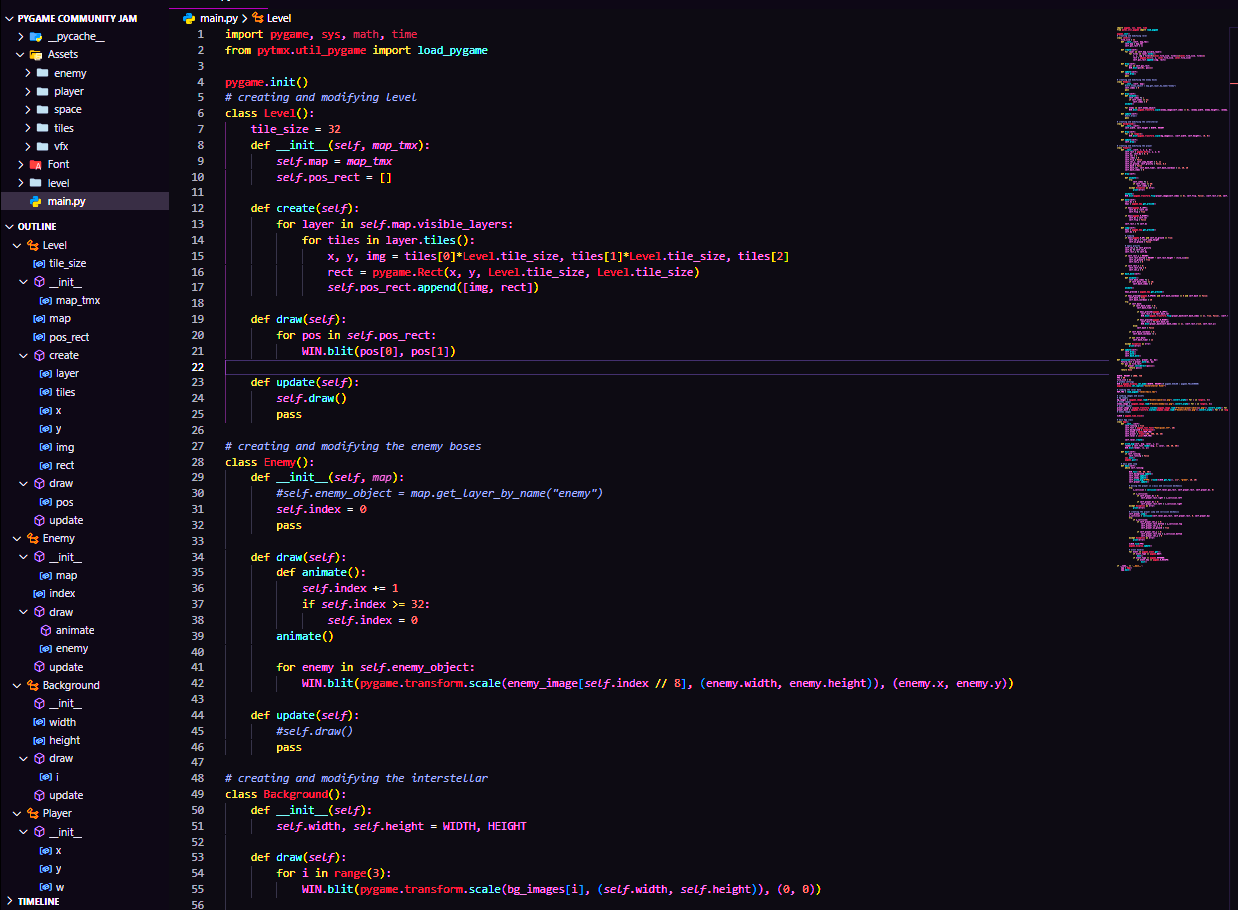 PYGAME COMMUNITY JAM
__pycache__
Assets
enemy
player
space
tiles
vfx
Font
level
main.py
OUTLINE
Level
tile_size
__init__
map_tmx
map
pos_rect
create
layer
tiles
x
y
img
rect
draw
pos
update
Enemy
__init__
map
index
draw
animate
enemy
update
Background
__init__
width
height
draw
i
update
Player
__init__
x
y
w
TIMELINE
main.py > Level
1 import pygame, sys, math, time
2 from pytmx.util_pygame import load_pygame
3
4 pygame.init()
5 # creating and modifying level
6 class Level():
7     tile_size = 32
8     def __init__(self, map_tmx):
9         self.map = map_tmx
10         self.pos_rect = []
11
12     def create(self):
13         for layer in self.map.visible_layers:
14             for tiles in layer.tiles():
15                 x, y, img = tiles[0]*Level.tile_size, tiles[1]*Level.tile_size, tiles[2]
16                 rect = pygame.Rect(x, y, Level.tile_size, Level.tile_size)
17                 self.pos_rect.append([img, rect])
18
19     def draw(self):
20         for pos in self.pos_rect:
21             WIN.blit(pos[0], pos[1])
22
23     def update(self):
24         self.draw()
25         pass
26
27 # creating and modifying the enemy boses
28 class Enemy():
29     def __init__(self, map):
30         #self.enemy_object = map.get_layer_by_name("enemy")
31         self.index = 0
32         pass
33
34     def draw(self):
35         def animate():
36             self.index += 1
37             if self.index >= 32:
38                 self.index = 0
39         animate()
40
41         for enemy in self.enemy_object:
42             WIN.blit(pygame.transform.scale(enemy_image[self.index // 8], (enemy.width, enemy.height)), (enemy.x, enemy.y))
43
44     def update(self):
45         #self.draw()
46         pass
47
48 # creating and modifying the interstellar
49 class Background():
50     def __init__(self):
51         self.width, self.height = WIDTH, HEIGHT
52
53     def draw(self):
54         for i in range(3):
55             WIN.blit(pygame.transform.scale(bg_images[i], (self.width, self.height)), (0, 0))
56